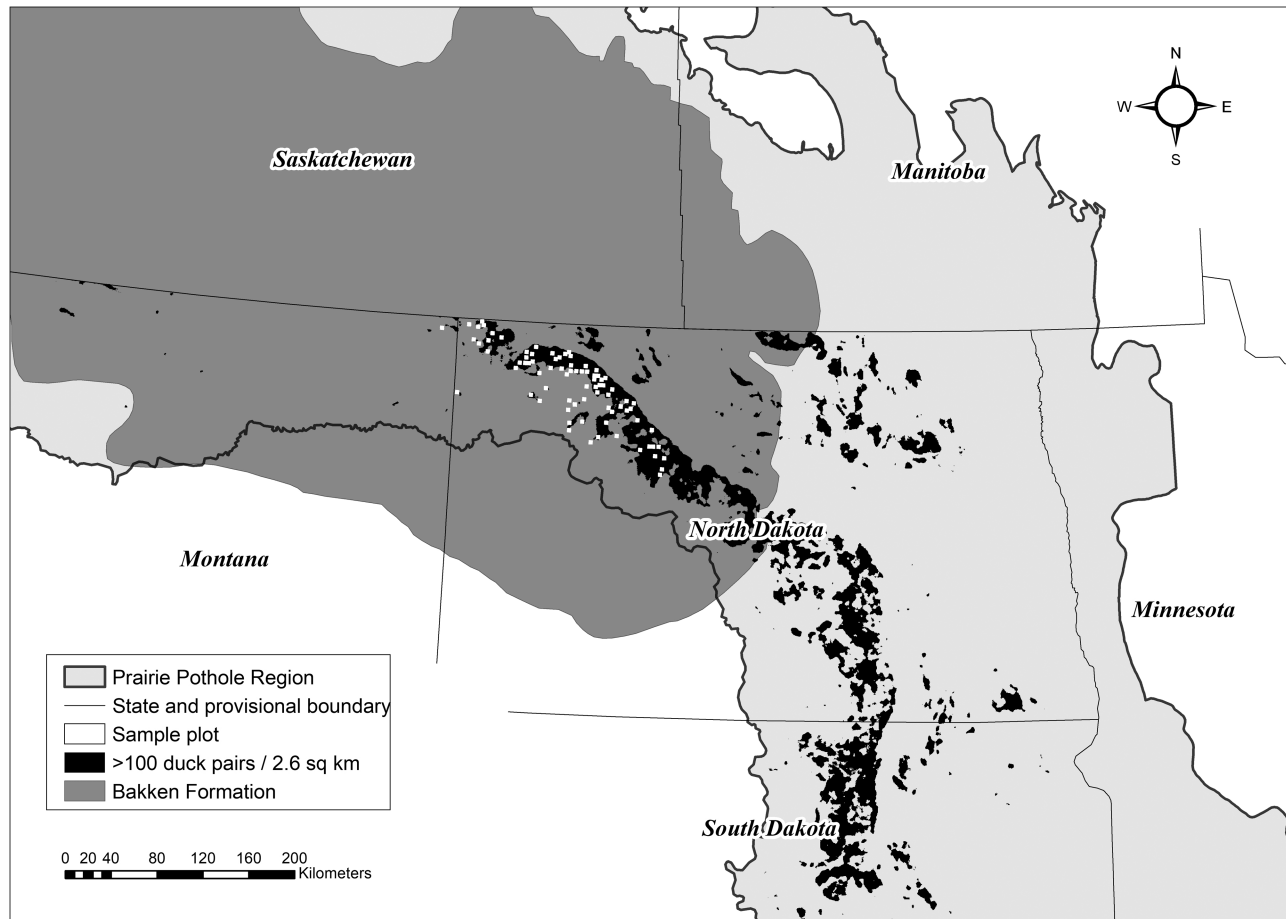 N
W E
S
Saskatchewan
Manitoba
North Dakota
Montana
Minnesota
South Dakota
Prairie Pothole Region
State and provisional boundary
Sample plot
>100 duck pairs / 2.6 sq km
Bakken Formation
0 20 40 80 120 160 200
Kilometers